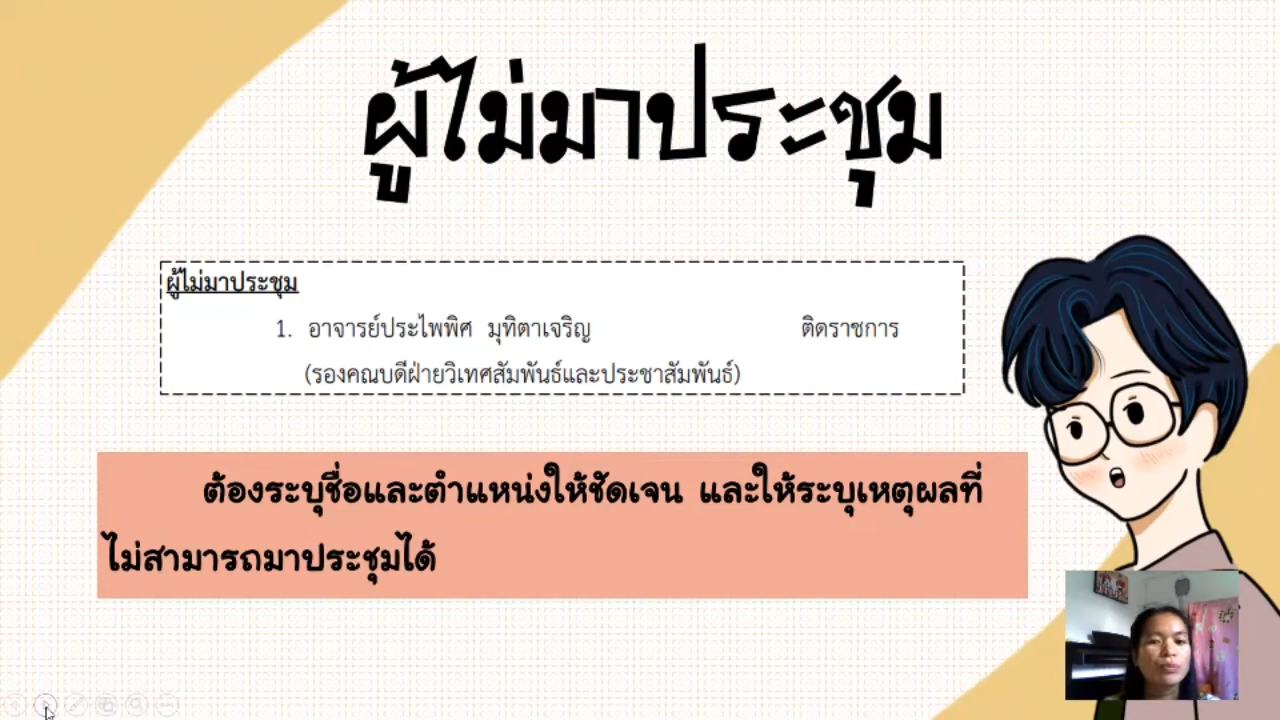 ผู้ไม่มาประชุม
ผู้ไม่มาประชุม
1. อาจารย์ประไพพิศ มุทิตาเจริญ ติดราชการ
(รองคณบดีฝ่ายวิเทศสัมพันธ์และประชาสัมพันธ์)
ต้องระบุชื่อและตำแหน่งให้ชัดเจน และให้ระบุเหตุผลที่
ไม่สามารถมาประชุมได้